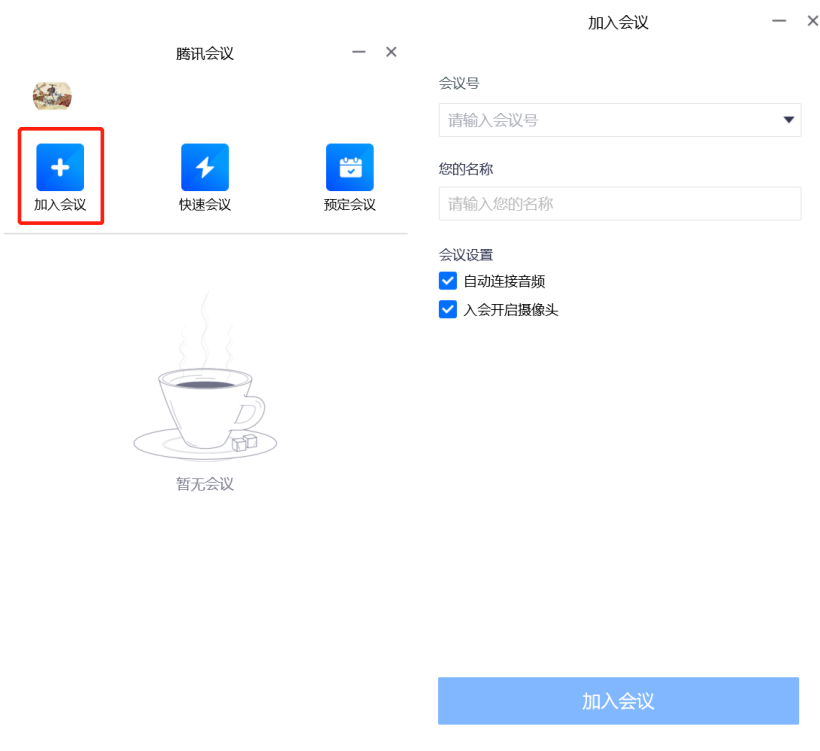 腾讯会议
加入会议
快速会议
预定会议
暂无会议
加入会议
会议号
请输入会议号
您的名称
请输入您的名称
会议设置
自动连接音频
入会开启摄像头
加入会议